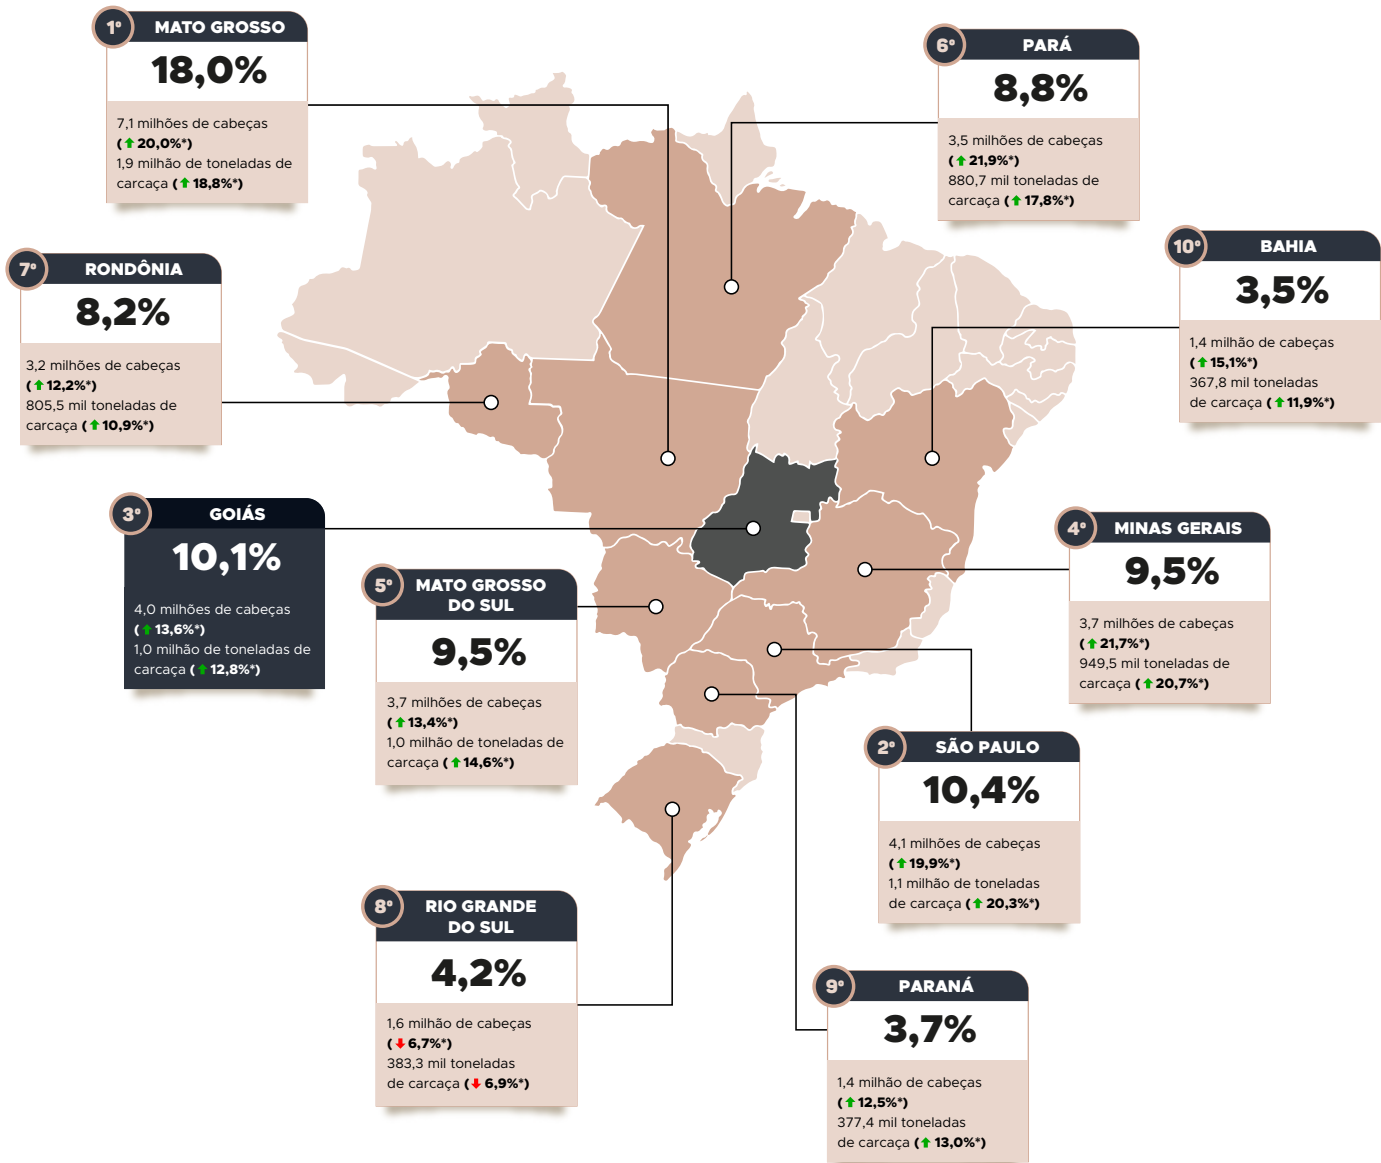 1º
MATO GROSSO
18,0%
7,1 milhões de cabeças
(⬆ 20,0%*)
1,9 milhão de toneladas de
carcaça (⬆ 18,8%*)
6º
PARÁ
8,8%
3,5 milhões de cabeças
(⬆ 21,9%*)
880,7 mil toneladas de
carcaça (⬆ 17,8%*)
10º
BAHIA
3,5%
1,4 milhão de cabeças
(⬆ 15,1%*)
367,8 mil toneladas
de carcaça (⬆ 11,9%*)
7º
RONDÔNIA
8,2%
3,2 milhões de cabeças
(⬆ 12,2%*)
805,5 mil toneladas de
carcaça (⬆ 10,9%*)
3º
GOIÁS
10,1%
4,0 milhões de cabeças
(⬆ 13,6%*)
1,0 milhão de toneladas de
carcaça (⬆ 12,8%*)
4º
MINAS GERAIS
9,5%
3,7 milhões de cabeças
(⬆ 21,7%*)
949,5 mil toneladas de
carcaça (⬆ 20,7%*)
5º
MATO GROSSO
DO SUL
9,5%
3,7 milhões de cabeças
(⬆ 13,4%*)
1,0 milhão de toneladas de
carcaça (⬆ 14,6%*)
2º
SÃO PAULO
10,4%
4,1 milhões de cabeças
(⬆ 19,9%*)
1,1 milhão de toneladas
de carcaça (⬆ 20,3%*)
8º
RIO GRANDE
DO SUL
4,2%
1,6 milhão de cabeças
(⬇ 6,7%*)
383,3 mil toneladas
de carcaça (⬇ 6,9%*)
9º
PARANÁ
3,7%
1,4 milhão de cabeças
(⬆ 12,5%*)
377,4 mil toneladas
de carcaça (⬆ 13,0%*)